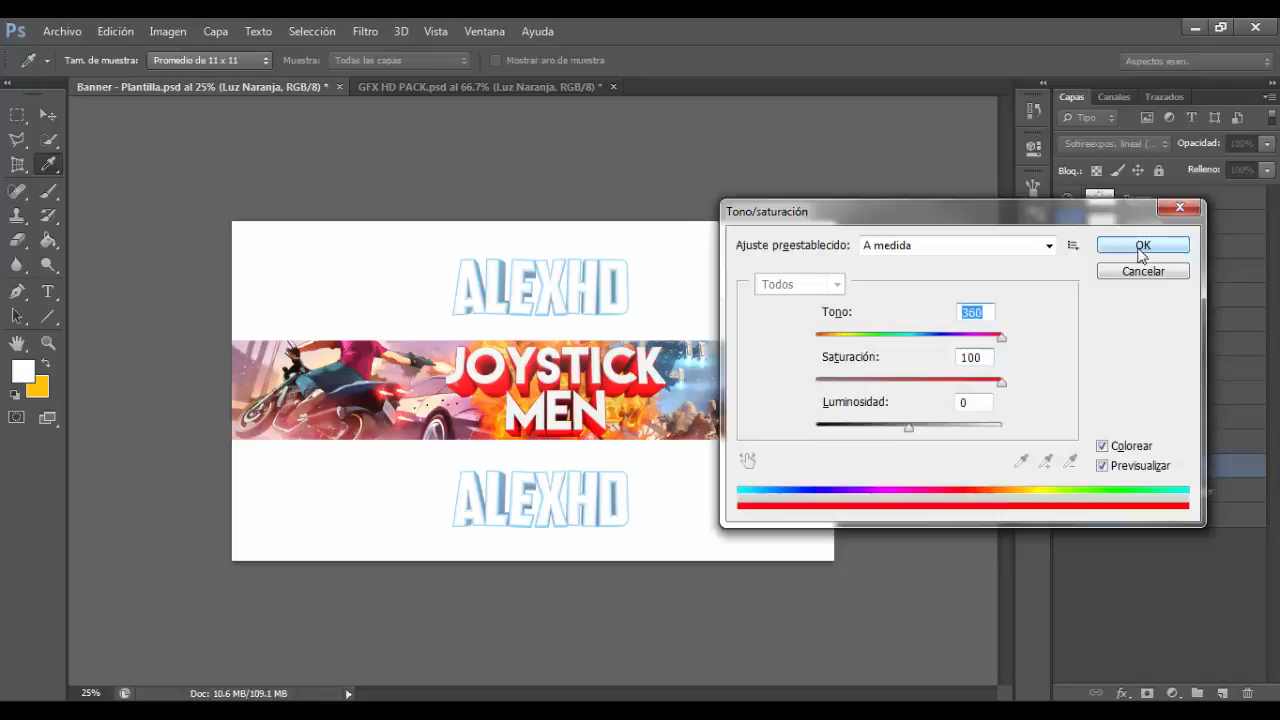 Ps Archivo Edición Imagen Capa Texto Selección Filtro 3D Vista Ventana Ayuda
Tam. de muestra: Promedio de 11 x 11 Muestra: Todas las capas Mostrar aro de muestra Aspectos esen.
Banner - Plantilla.psd al 25% (Luz Naranja, RGB/8) * GFX HD PACK.psd al 66.7% (Luz Naranja, RGB/8) *
Capas Canales Trazados
Tipo
Sobreexpos. lineal (... Opacidad: 100%
Bloq.: Relleno: 100%
Tono/saturación
Ajuste preestablecido: A medida OK
Cancelar
Todos
Tono: 360
Saturación: 100
Luminosidad: 0
Colorear
Previsualizar
ALEXHD
JOYSTICK
MEN
ALEXHD
25% Doc: 10.6 MB/109.1 MB